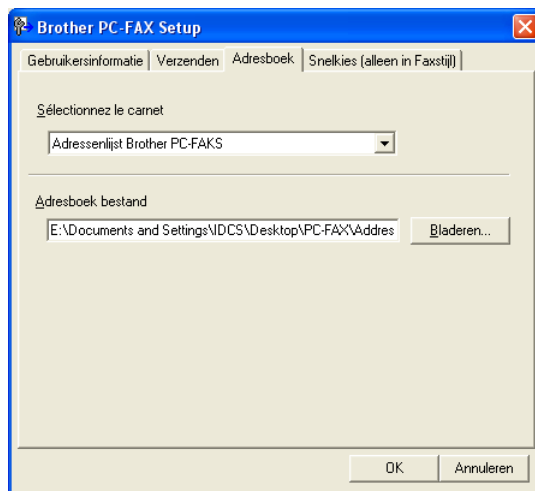 Brother PC-FAX Setup
Gebruikersinformatie Verzenden Adresboek Snelkies (alleen in Faxstijl)
Sélectionnez le carnet
Adressenlijst Brother PC-FAKS
Adresboek bestand
E:\Documents and Settings\IDCS\Desktop\PC-FAX\Addres Bladeren...
OK Annuleren